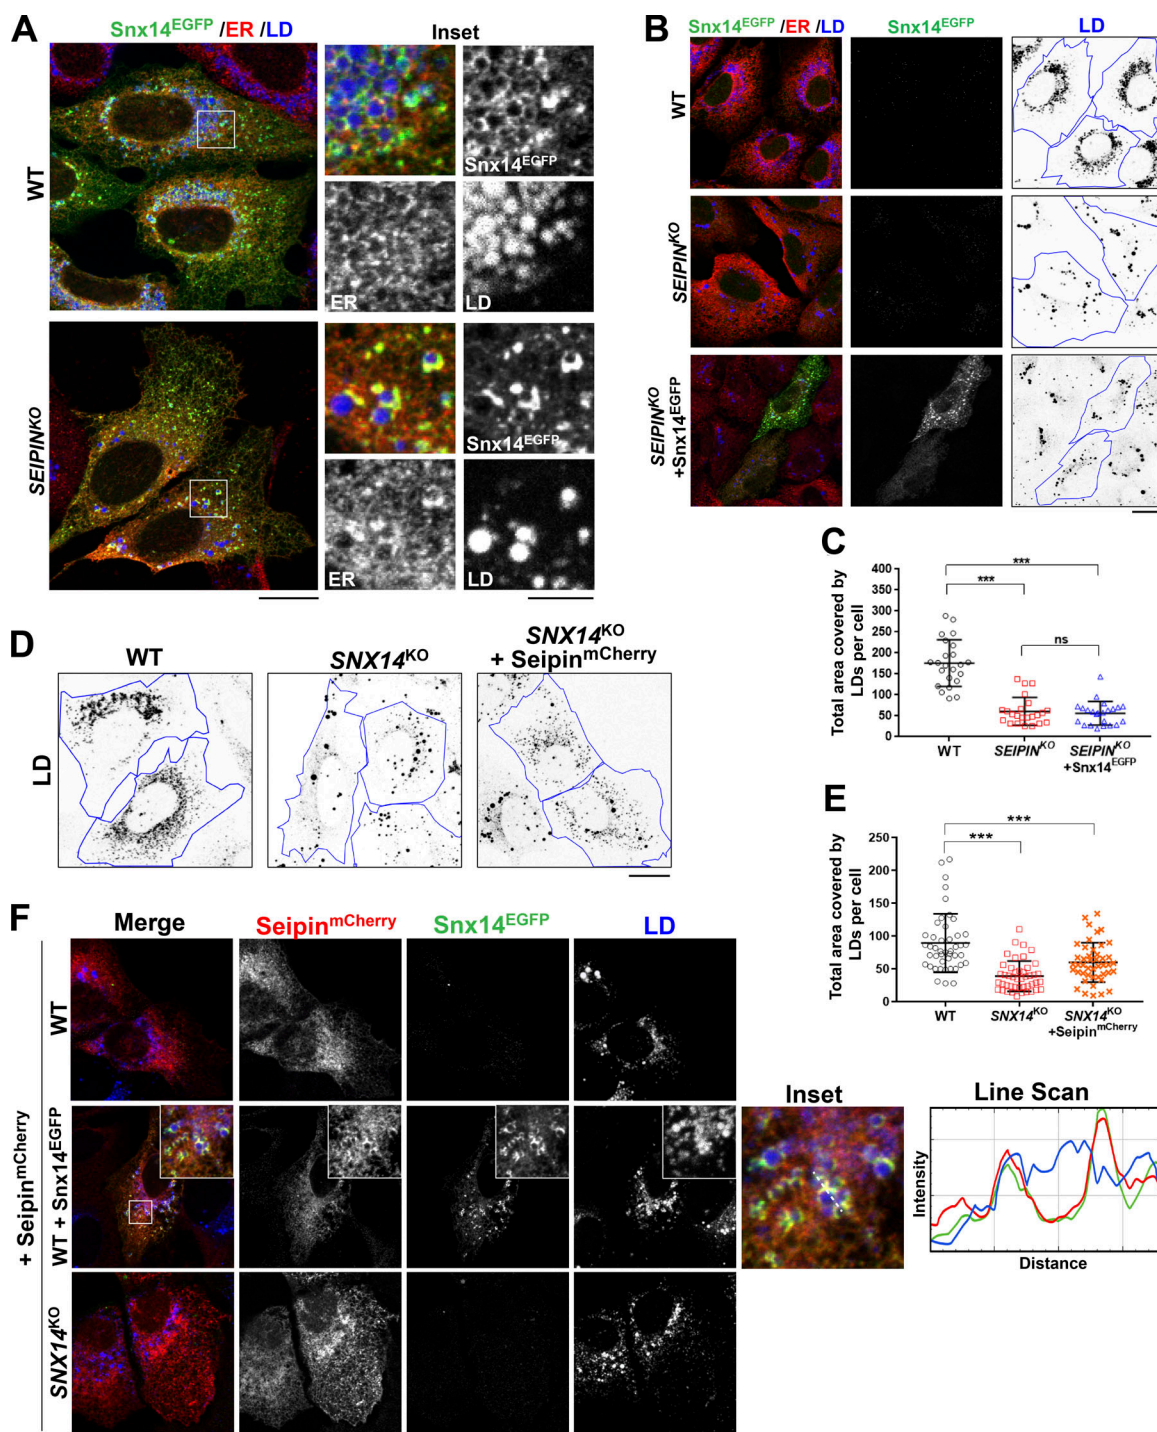 A
Snx14EGFP /ER /LD
Inset
WT
Snx14EGFP
ER
LD
SEIPINKO
Snx14EGFP
ER
LD
B
Snx14EGFP /ER /LD
Snx14EGFP
LD
WT
SEIPINKO
SEIPINKO
+Snx14EGFP
C
Total area covered by
LDs per cell
400
350
300
250
200
150
100
50
0
***
***
ns
WT
SEIPINKO
SEIPINKO
+Snx14EGFP
D
WT
SNX14KO
SNX14KO
+ SeipinmCherry
LD
E
Total area covered by
LDs per cell
250
200
150
100
50
0
***
***
WT
SNX14KO
SNX14KO
+SeipinmCherry
F
Merge
SeipinmCherry
Snx14EGFP
LD
+ SeipinmCherry
WT
WT + Snx14EGFP
SNX14KO
Inset
Line Scan
Intensity
Distance